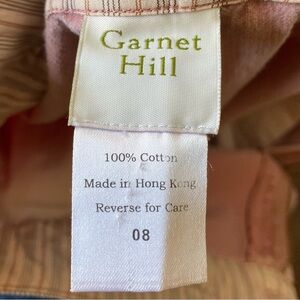 Garnet
Hill
100% Cotton
Made in Hong Kong
Reverse for Care
08